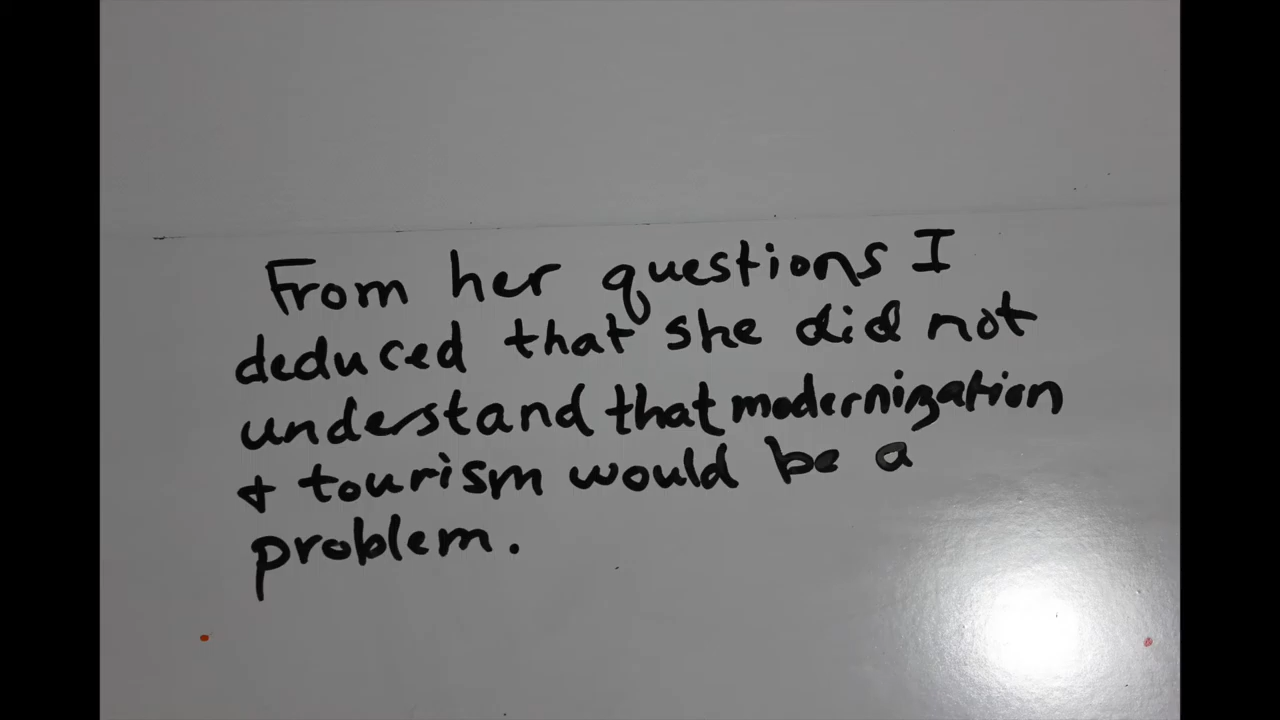 From her questions I
deduced that she did not
understand that modernization
+ tourism would be a
problem.